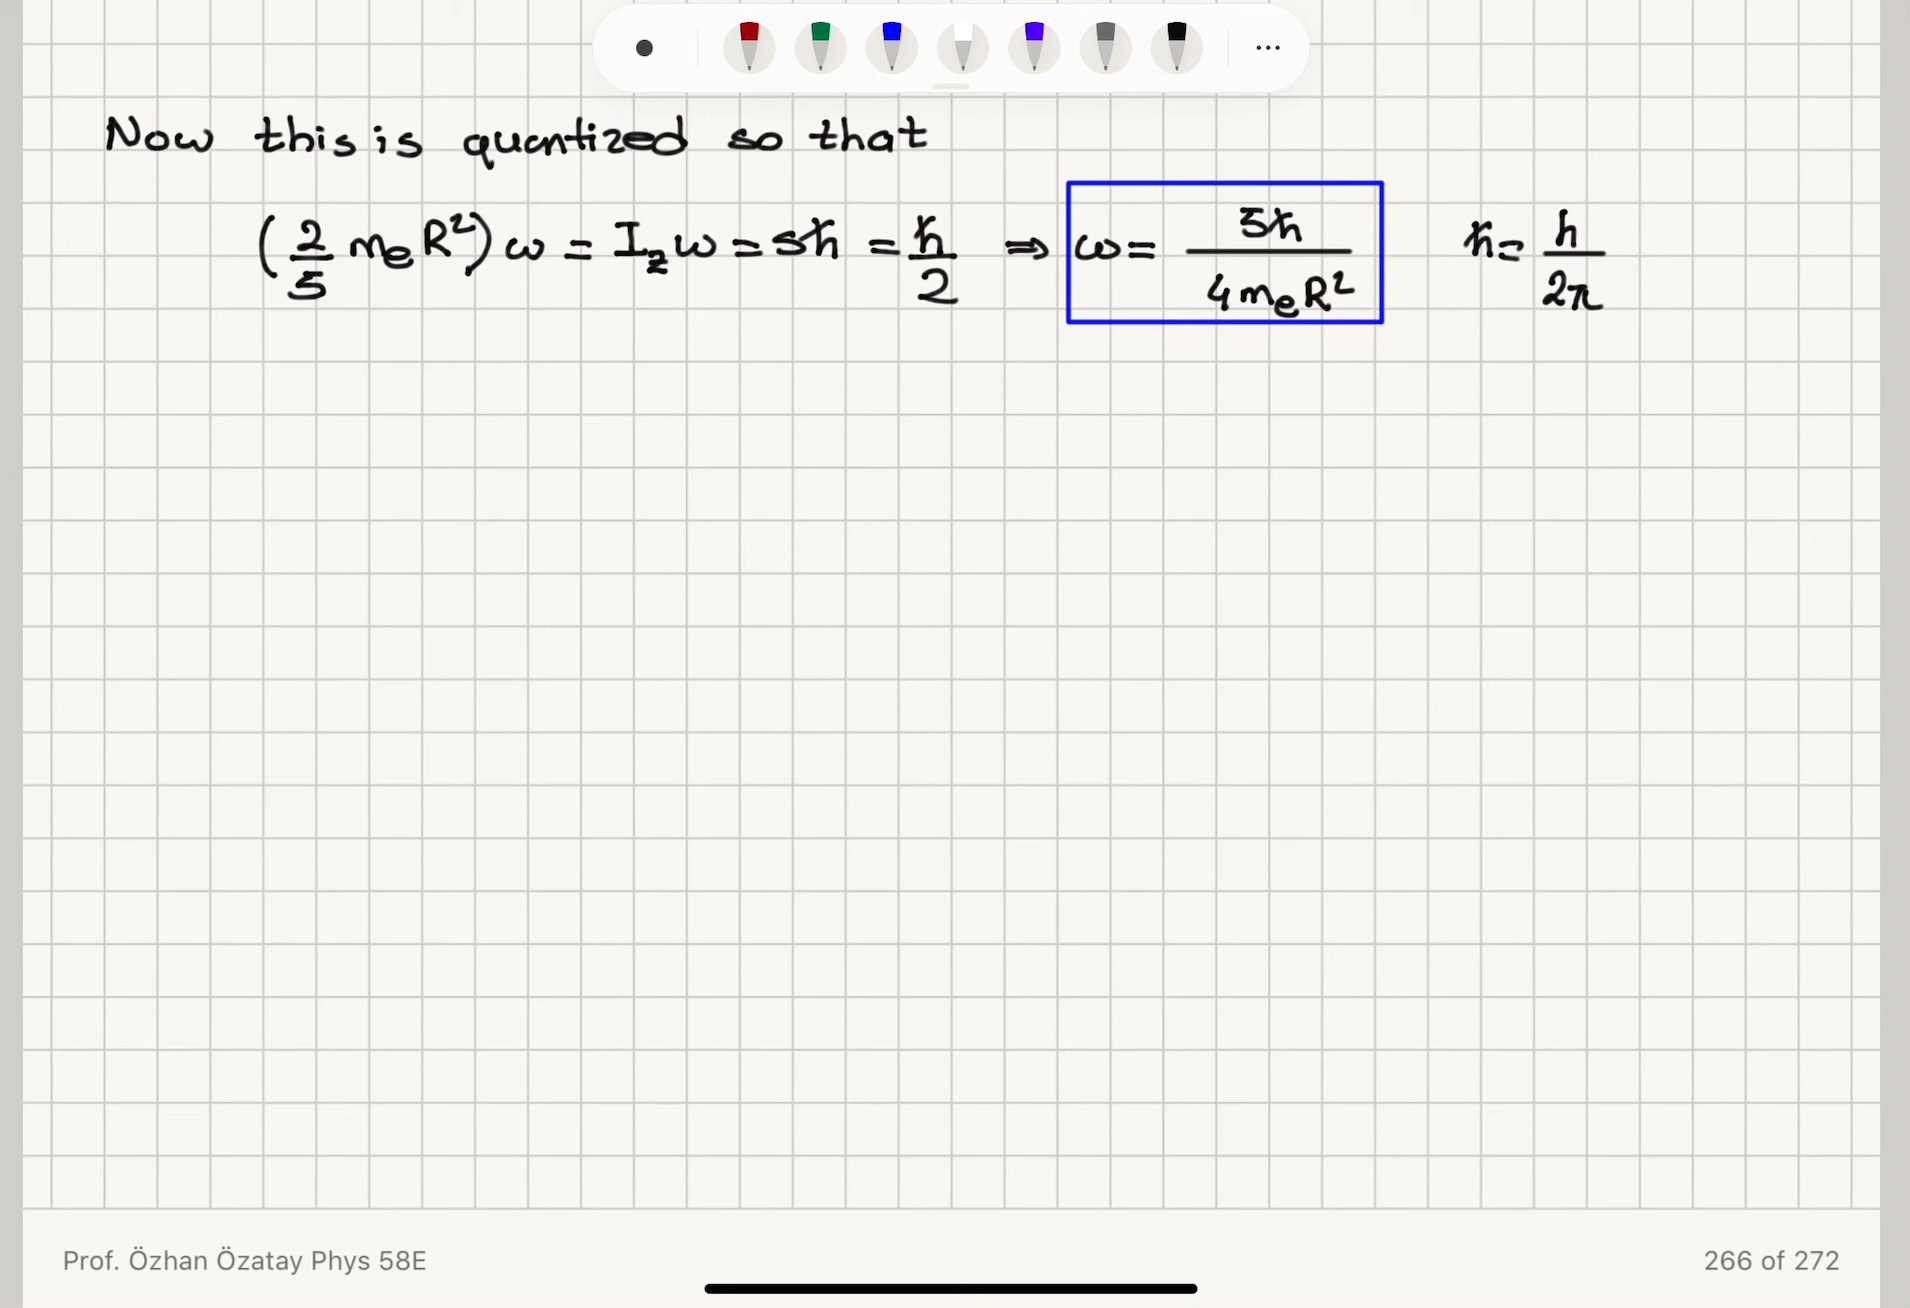 Now this is quantized so that
(2/5 mₑR²) ω = I_z ω = sħ = ħ/2 ⇒ ω = 5ħ/4mₑR² ħ = h/2π
Prof. Özhan Özatay Phys 58E
266 of 272